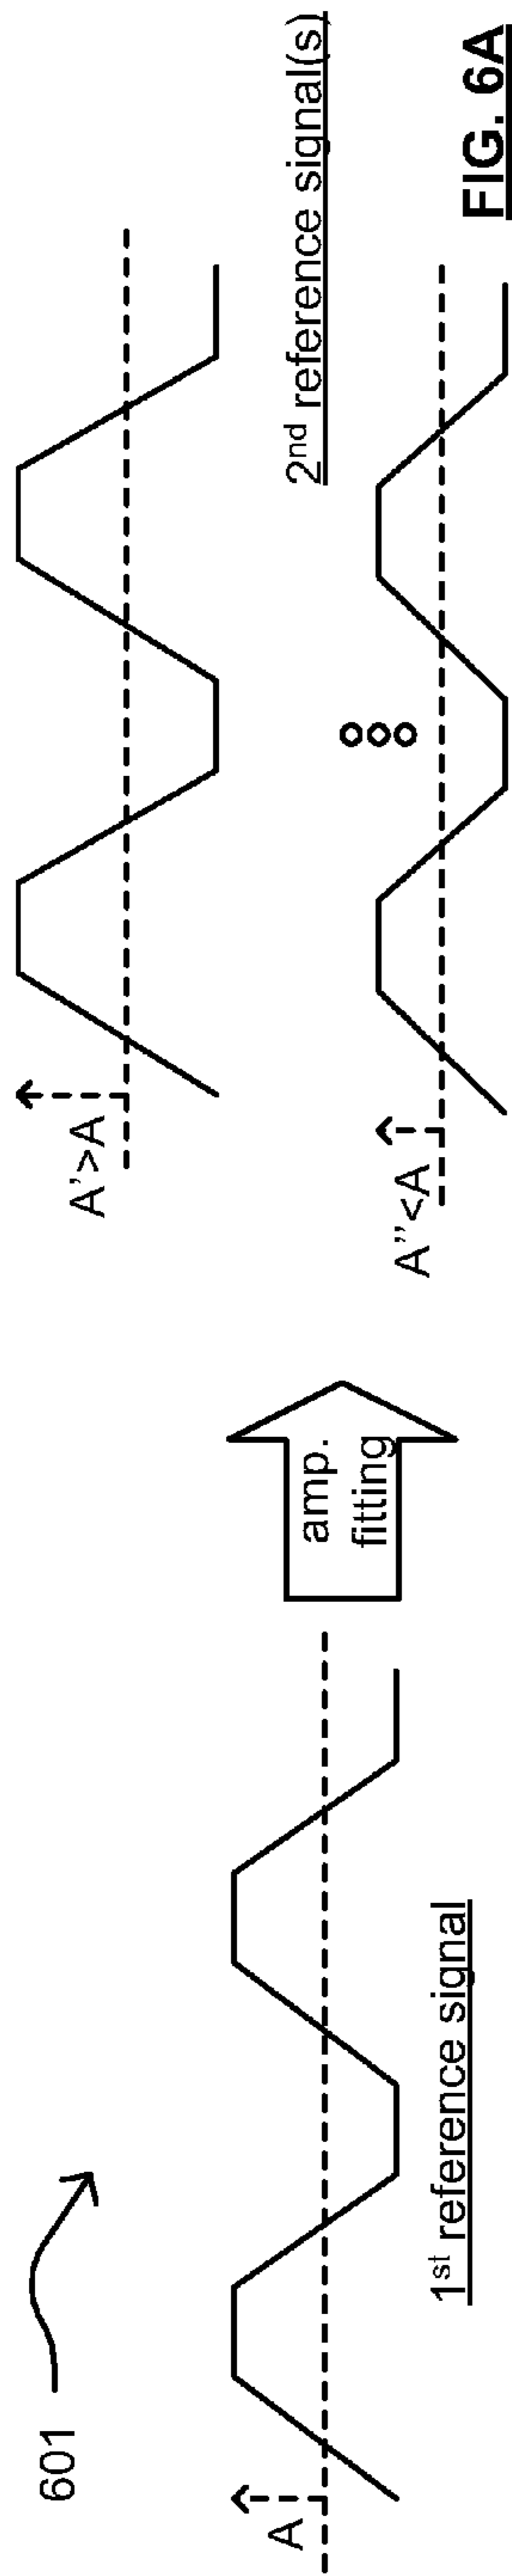 601
A
1st reference signal
amp.
fitting
A'>A
A''<A
2nd reference signal(s)
FIG. 6A